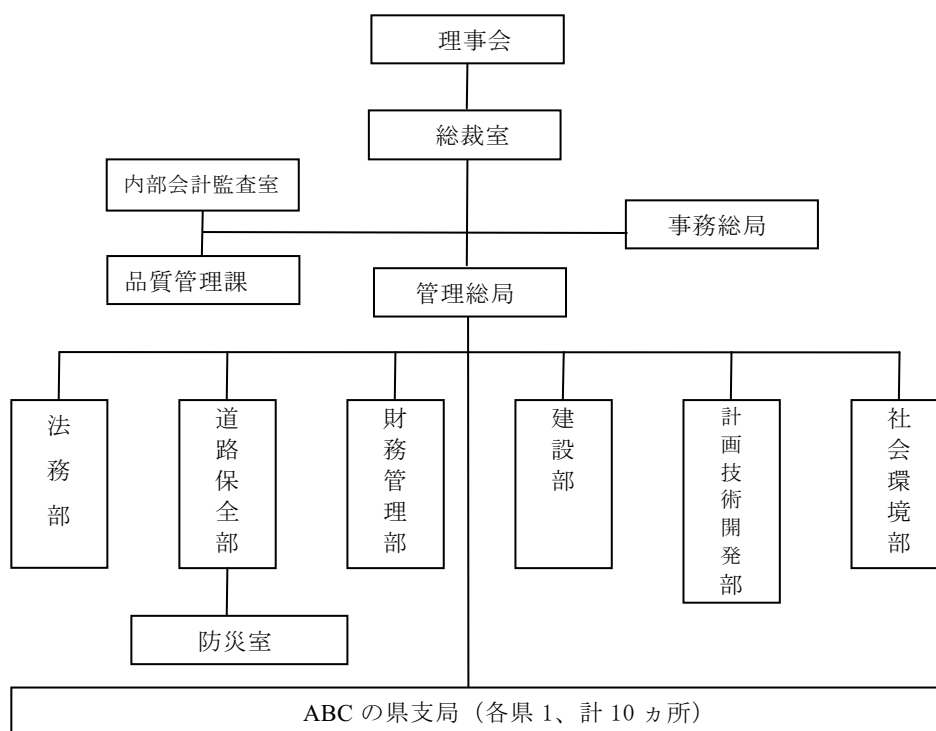 理事会
総裁室
内部会計監査室
事務総局
品質管理課
管理総局
法務部
道路保全部
財務管理部
建設部
計画技術開発部
社会環境部
防災室
ABC の県支局（各県 1、計 10 ヵ所）